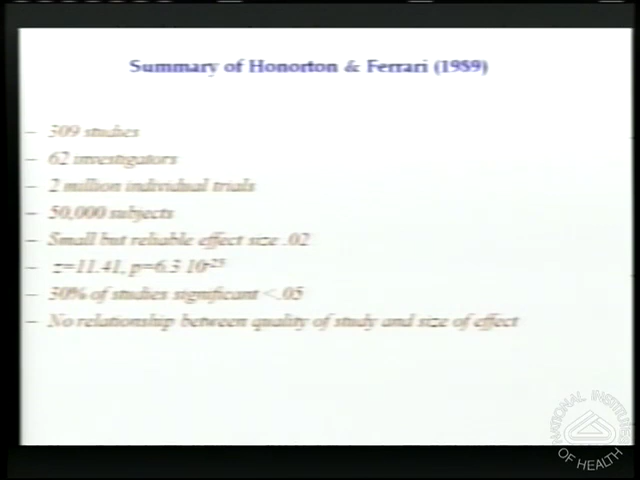 Summary of Honorton & Ferrari (1989)
– 309 studies
– 62 investigators
– 2 million individual trials
– 50,000 subjects
– Small but reliable effect size .02
– z=11.41, p=6.3 10-25
– 30% of studies significant <.05
– No relationship between quality of study and size of effect
NATIONAL INSTITUTES
OF HEALTH